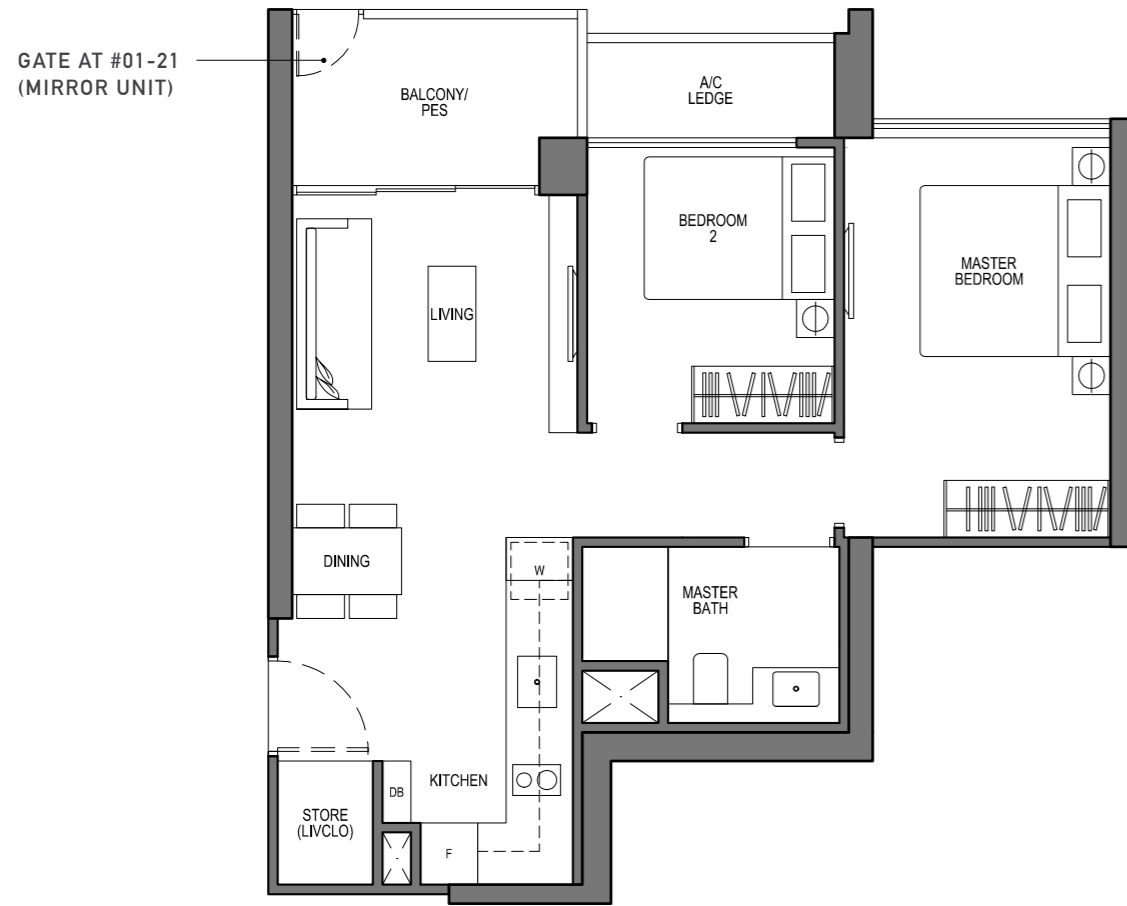 GATE AT #01-21
(MIRROR UNIT)
BALCONY/
PES
A/C
LEDGE
BEDROOM
2
MASTER
BEDROOM
LIVING
DINING
W
MASTER
BATH
KITCHEN
DB
STORE
(LIVCLO)
F